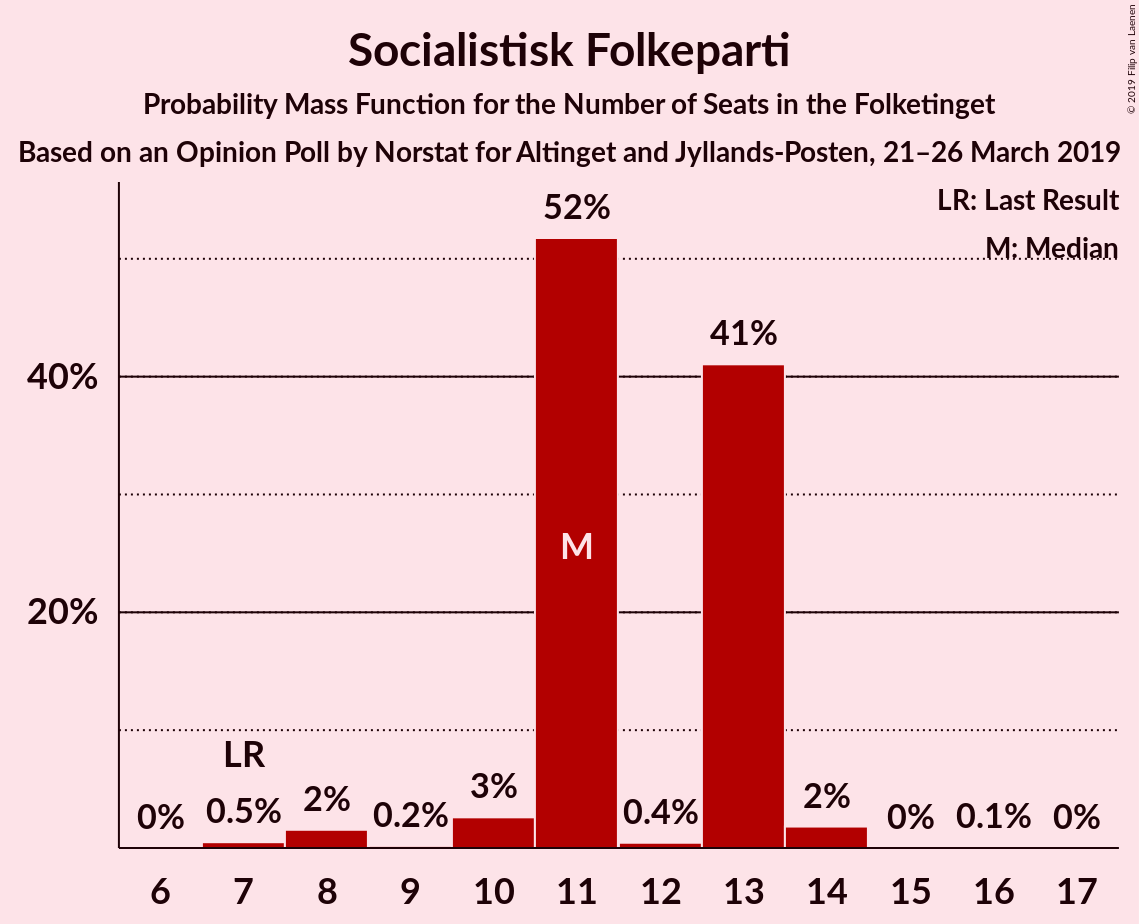 Socialistisk Folkeparti
Probability Mass Function for the Number of Seats in the Folketinget
Based on an Opinion Poll by Norstat for Altinget and Jyllands-Posten, 21–26 March 2019
© 2019 Filip van Laenen
LR: Last Result
M: Median
52%
41%
40%
M
20%
LR
0% 0.5% 2% 0.2% 3% 0.4% 2% 0% 0.1% 0%
6 7 8 9 10 11 12 13 14 15 16 17